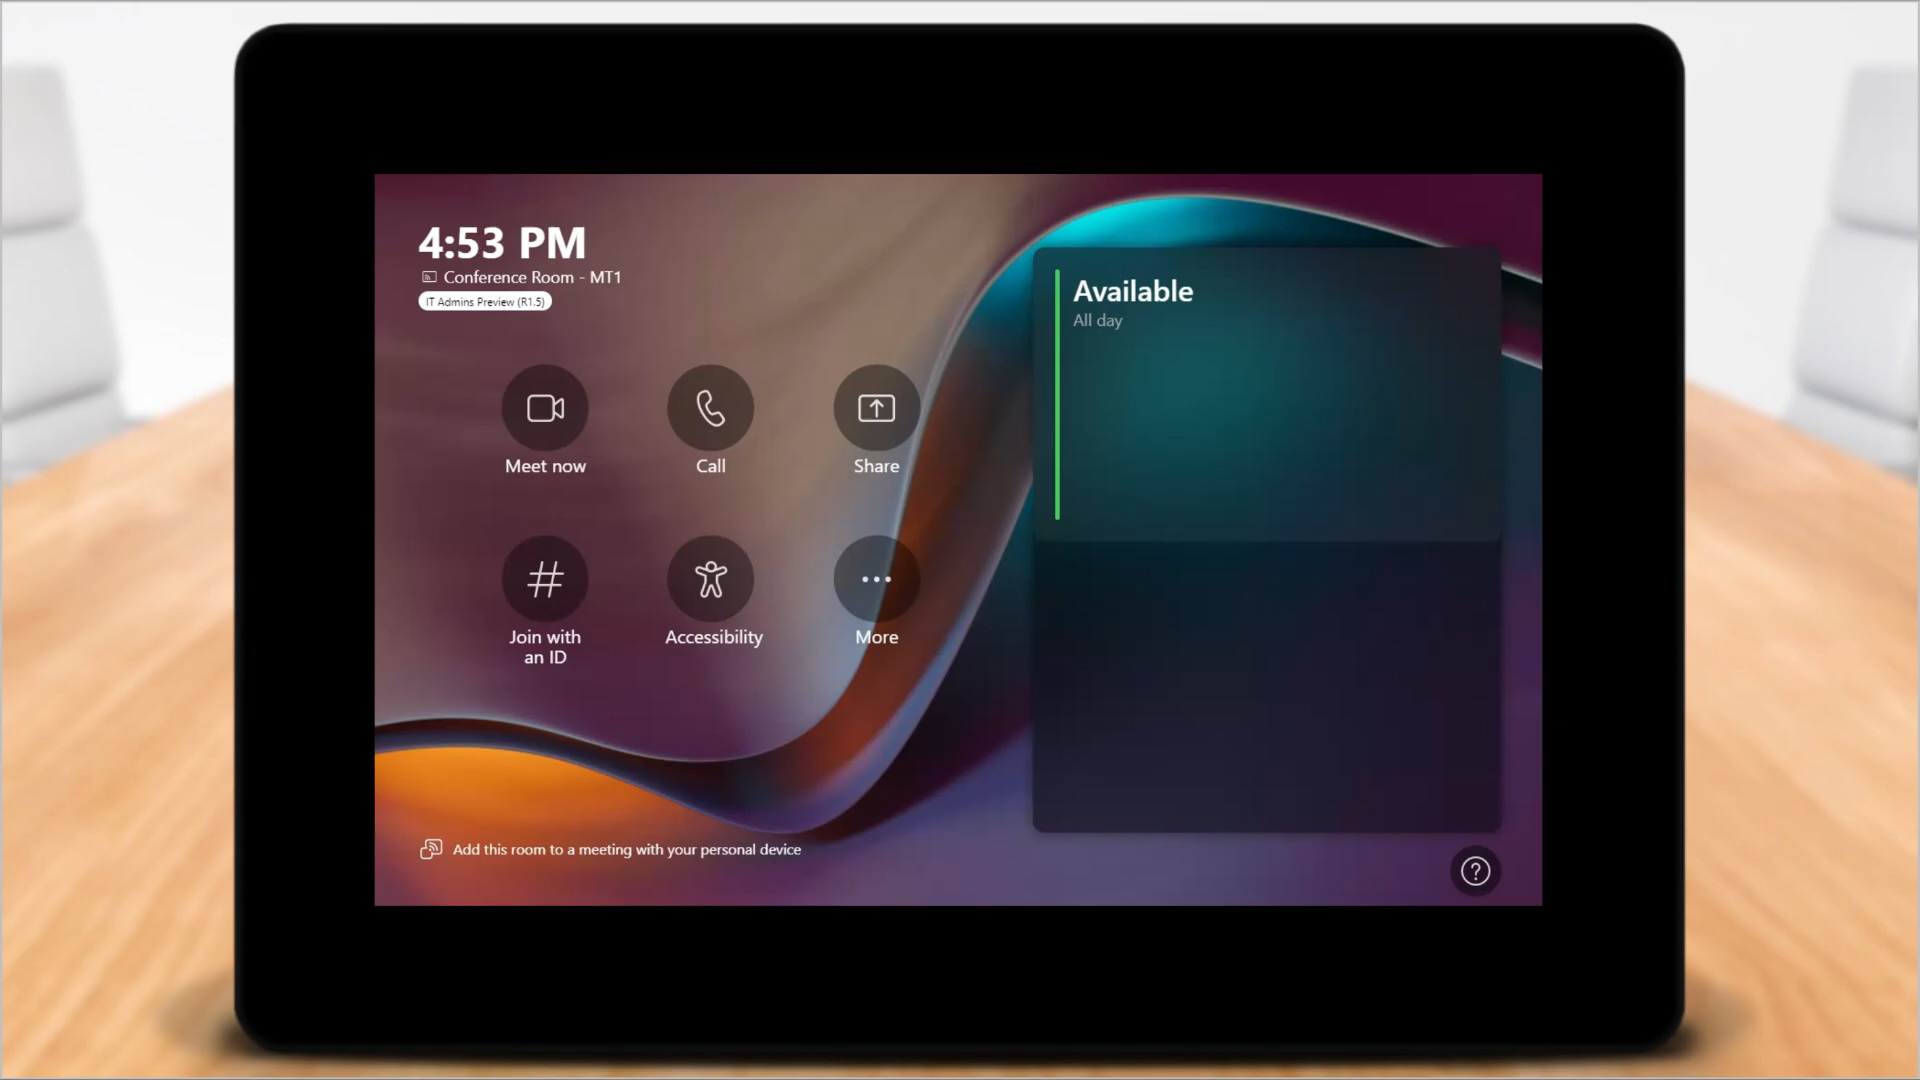 4:53 PM
Conference Room - MT1
IT Admins Preview (R1.5)
Available
All day
Meet now
Call
Share
Join with
an ID
Accessibility
More
Add this room to a meeting with your personal device